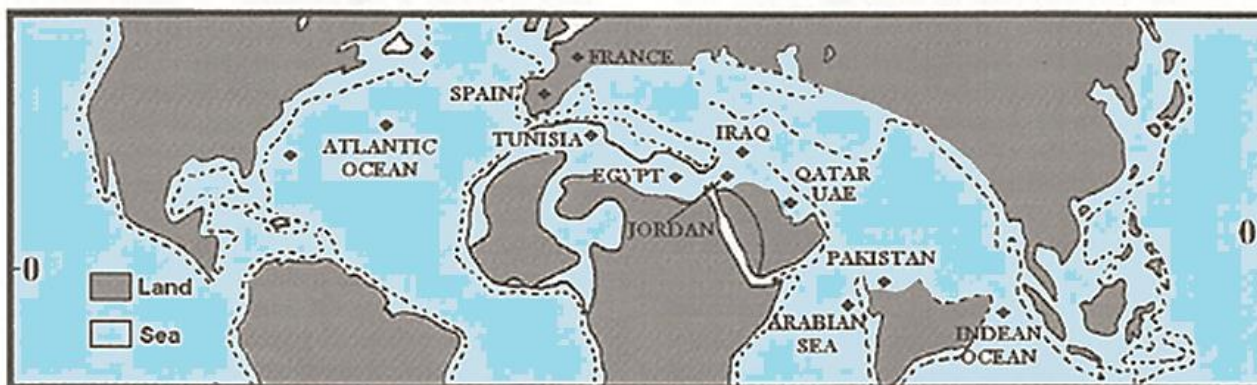 FRANCE
SPAIN
TUNISIA
IRAQ
ATLANTIC
OCEAN
EGYPT
QATAR
UAE
JORDAN
PAKISTAN
0
0
Land
Sea
ARABIAN
SEA
INDEAN
OCEAN